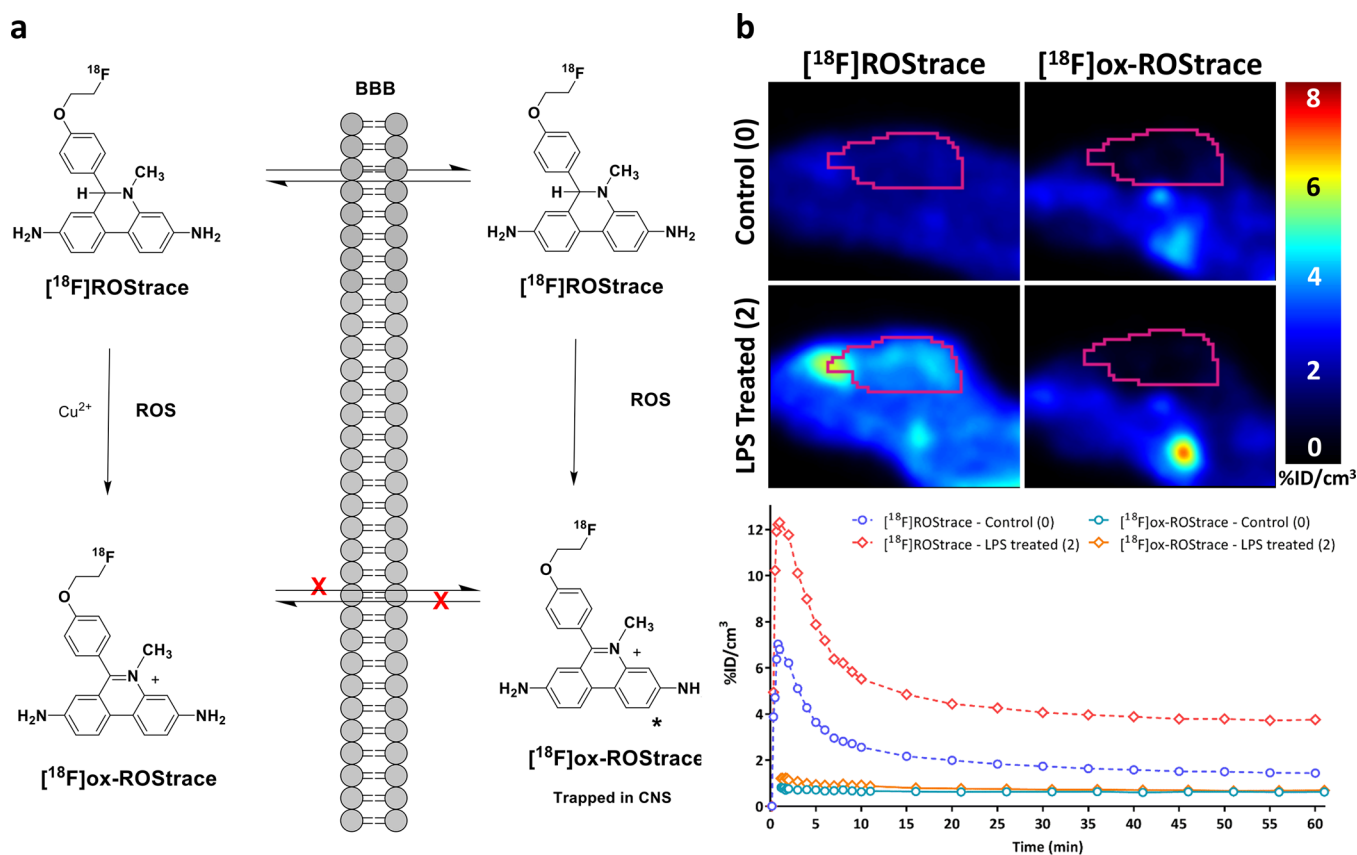 a
18F
O
CH3
N
H
H2N
NH2
[18F]ROStrace
BBB
18F
O
CH3
N
H
H2N
NH2
[18F]ROStrace
Cu2+
ROS
ROS
X
X
18F
O
CH3
N
+
H2N
NH2
[18F]ox-ROStrace
18F
O
CH3
N
+
H2N
NH
*
[18F]ox-ROStrace
Trapped in CNS
b
[18F]ROStrace
[18F]ox-ROStrace
Control (0)
LPS Treated (2)
8
6
4
2
0
%ID/cm3
[18F]ROStrace - Control (0)
[18F]ox-ROStrace - Control (0)
[18F]ROStrace - LPS treated (2)
[18F]ox-ROStrace - LPS treated (2)
%ID/cm3
12
10
8
6
4
2
0
0 5 10 15 20 25 30 35 40 45 50 55 60
Time (min)